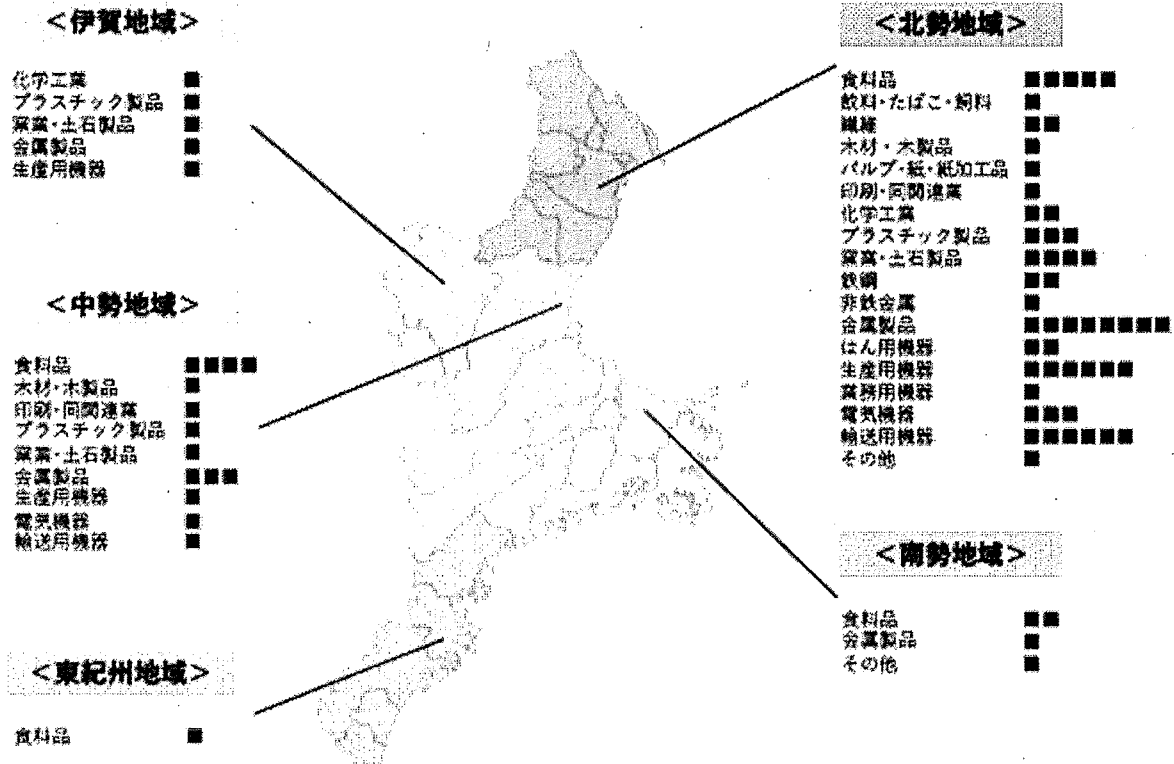 ＜伊賀地域＞
化学工業 ■
プラスチック製品 ■
窯業・土石製品 ■
金属製品 ■
生産用機器 ■
＜中勢地域＞
食料品 ■■■■
木材・木製品 ■
印刷・同関連業 ■
プラスチック製品 ■
窯業・土石製品 ■
金属製品 ■■■
生産用機器 ■
電気機器 ■
輸送用機器 ■
＜東紀州地域＞
食料品 ■
＜北勢地域＞
食料品 ■■■■■
飲料・たばこ・飼料 ■
繊維 ■■
木材・木製品 ■
パルプ・紙・紙加工品 ■
印刷・同関連業 ■
化学工業 ■■
プラスチック製品 ■■■
窯業・土石製品 ■■■■
鉄鋼 ■■
非鉄金属 ■
金属製品 ■■■■■■■■
はん用機器 ■■
生産用機器 ■■■■■■
業務用機器 ■
電気機器 ■■■
輸送用機器 ■■■■■■
その他 ■
＜南勢地域＞
食料品 ■■
金属製品 ■
その他 ■